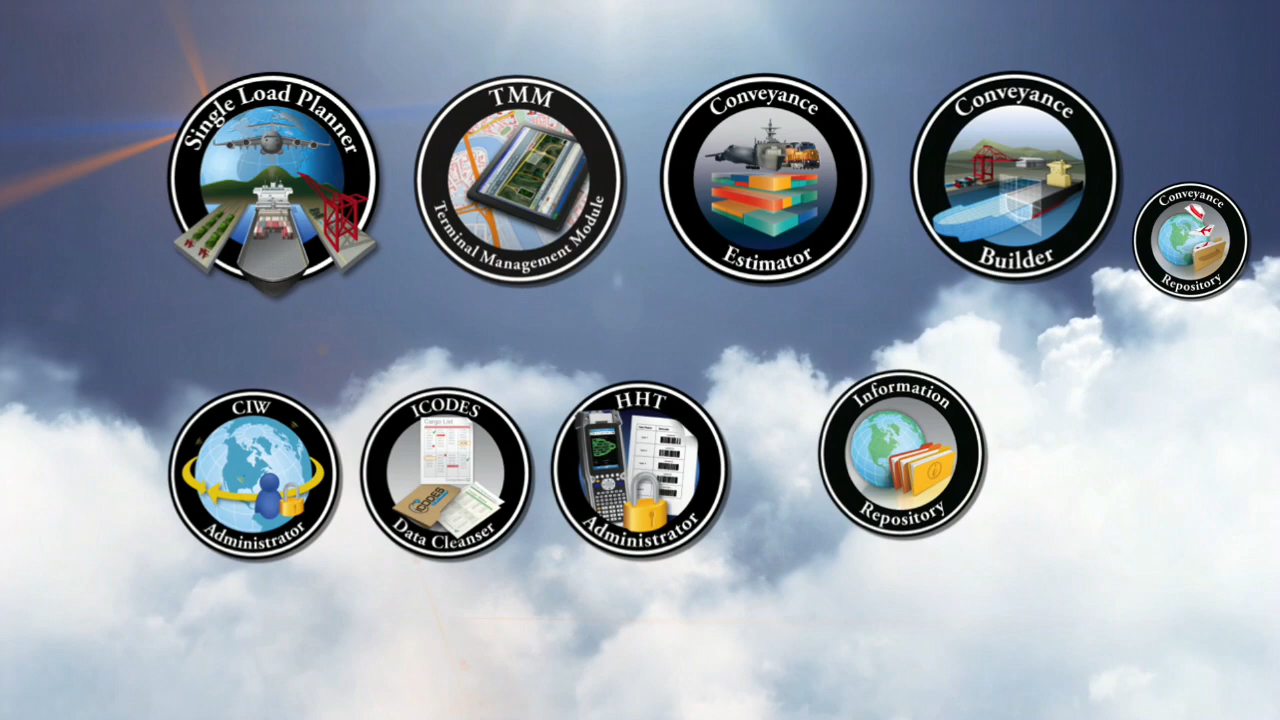 Single Load Planner
TMM
Terminal Management Module
Conveyance
Estimator
Conveyance
Builder
Conveyance
Repository
CIW
Administrator
ICODES
Cargo List
ICODES
Data Cleanser
HHT
Administrator
Information
Repository